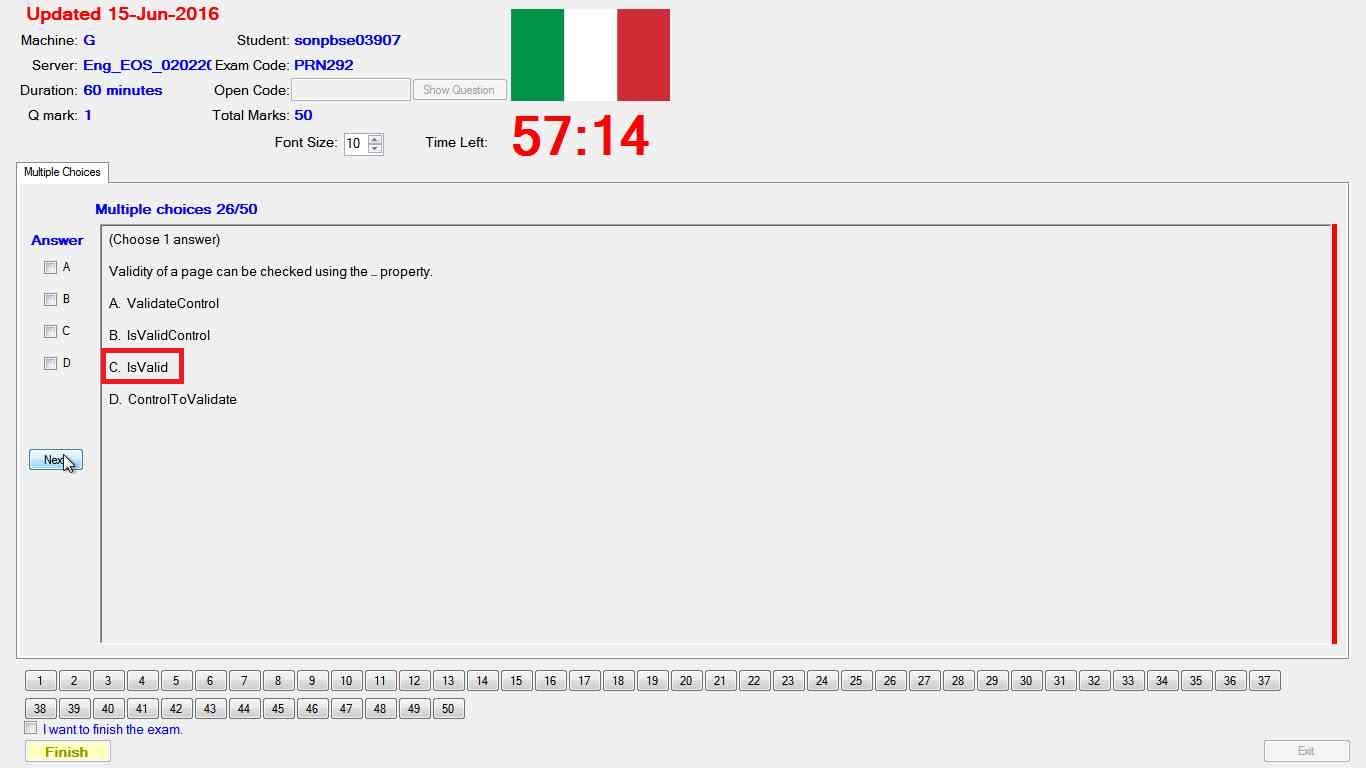 Updated 15-Jun-2016
Machine: G Student: sonpbse03907
Server: Eng_EOS_02022( Exam Code: PRN292
Duration: 60 minutes Open Code: Show Question
Q mark: 1 Total Marks: 50
Font Size: 10 Time Left: 57:14
Multiple Choices
Multiple choices 26/50
Answer
(Choose 1 answer)
A
Validity of a page can be checked using the ... property.
B
A. ValidateControl
C
B. IsValidControl
D
C. IsValid
D. ControlToValidate
Nex
1 2 3 4 5 6 7 8 9 10 11 12 13 14 15 16 17 18 19 20 21 22 23 24 25 26 27 28 29 30 31 32 33 34 35 36 37
38 39 40 41 42 43 44 45 46 47 48 49 50
I want to finish the exam.
Finish Exit